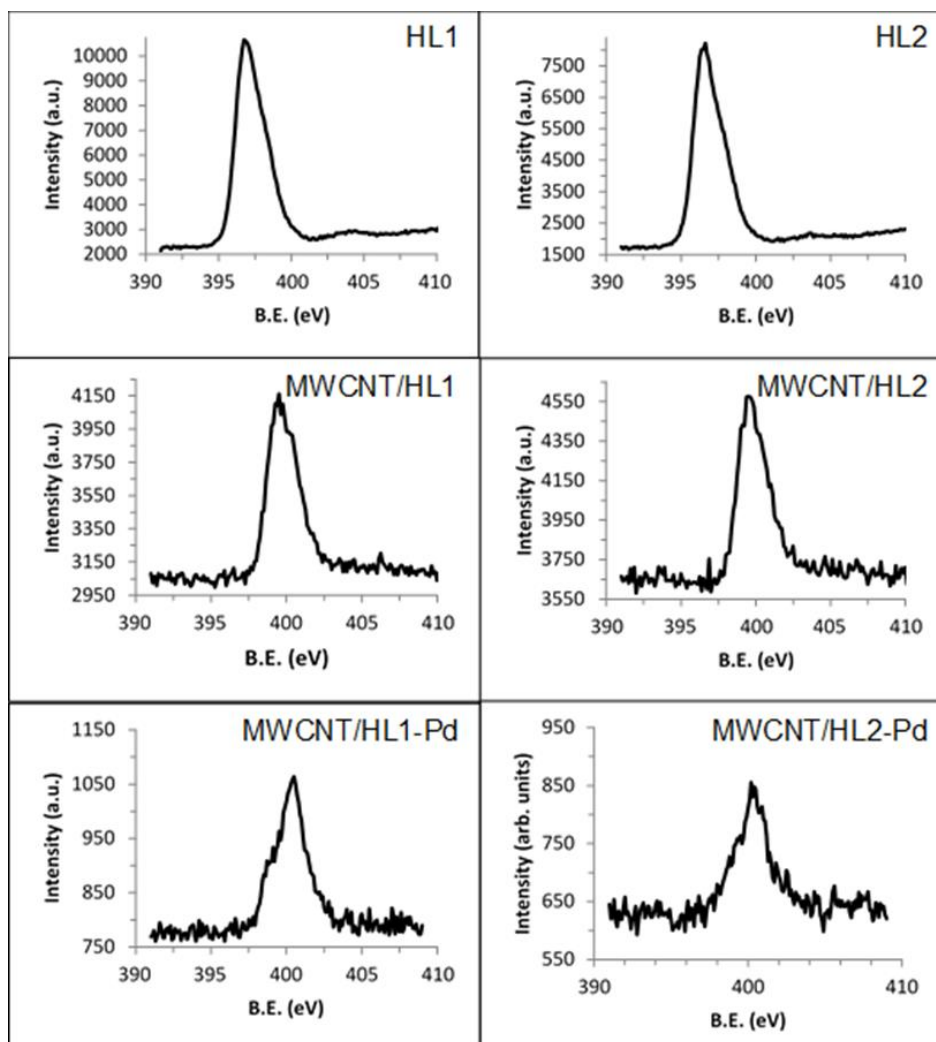 HL1
Intensity (a.u.)
10000
9000
8000
7000
6000
5000
4000
3000
2000
390 395 400 405 410
B.E. (eV)
HL2
Intensity (a.u.)
7500
6500
5500
4500
3500
2500
1500
390 395 400 405 410
B.E. (eV)
MWCNT/HL1
Intensity (a.u.)
4150
3950
3750
3550
3350
3150
2950
390 395 400 405 410
B.E. (eV)
MWCNT/HL2
Intensity (a.u.)
4550
4350
4150
3950
3750
3550
390 395 400 405 410
B.E. (eV)
MWCNT/HL1-Pd
Intensity (a.u.)
1150
1050
950
850
750
390 395 400 405 410
B.E. (eV)
MWCNT/HL2-Pd
Intensity (arb. units)
950
850
750
650
550
390 400 410
B.E. (eV)